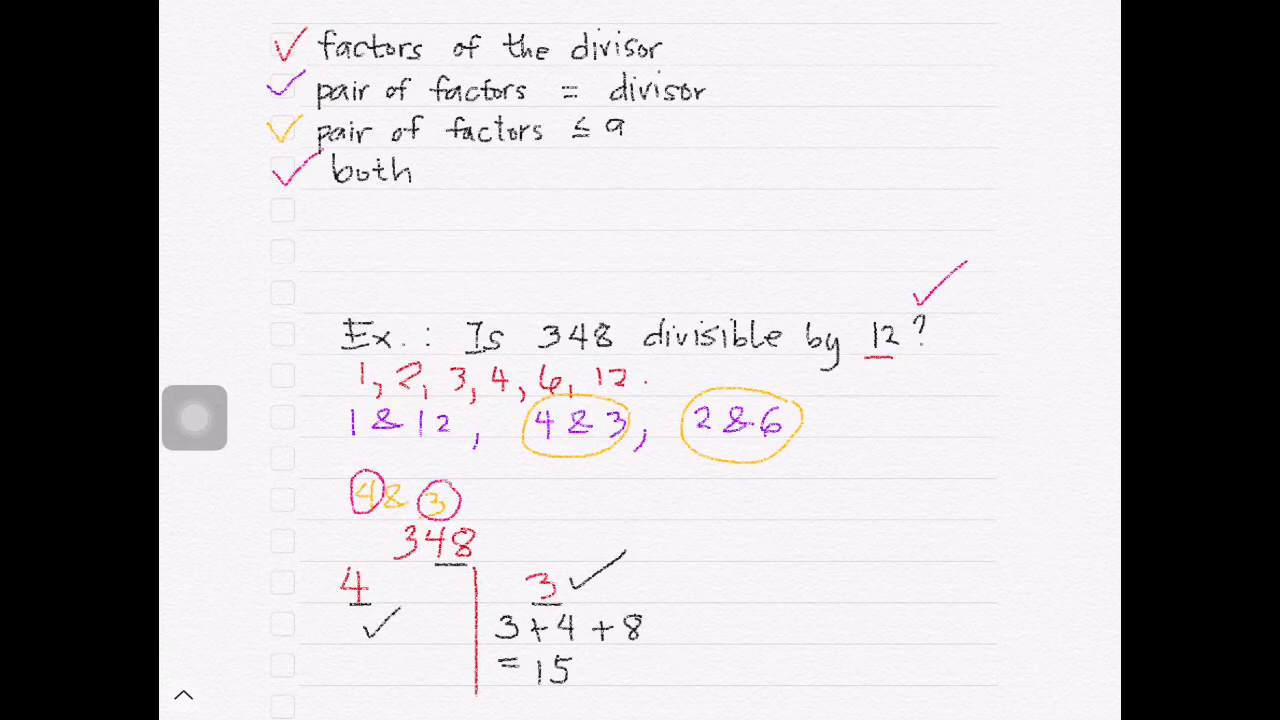 factors of the divisor
pair of factors = divisor
pair of factors ≤ 9
both
Ex.: Is 348 divisible by 12?
1, 2, 3, 4, 6, 12.
1 & 12, 4 & 3, 2 & 6
4 & 3
348
4 3
3 + 4 + 8
= 15